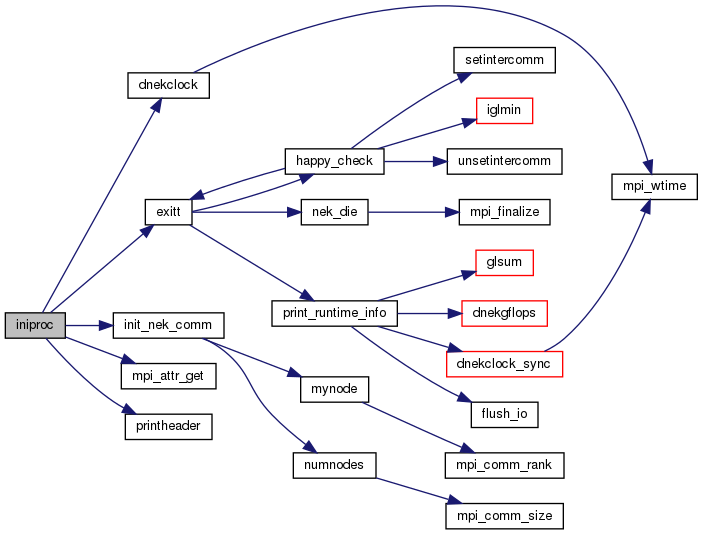 setintercomm
dnekclock
iglmin
happy_check
unsetintercomm
mpi_wtime
exitt
nek_die
mpi_finalize
glsum
print_runtime_info
dnekgflops
iniproc
init_nek_comm
dnekclock_sync
mpi_attr_get
mynode
flush_io
printheader
numnodes
mpi_comm_rank
mpi_comm_size